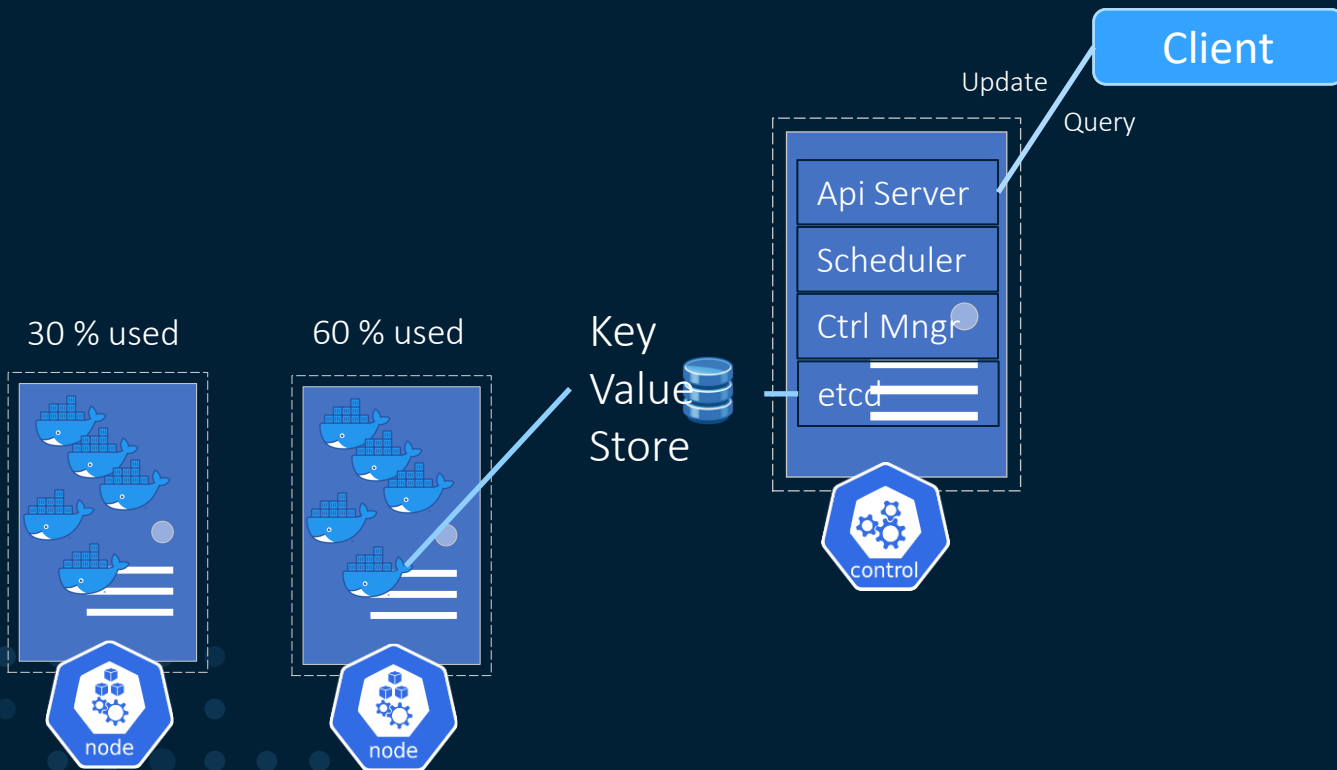 Client
Update
Query
Api Server
Scheduler
Ctrl Mngr
etcd
control
30 % used
60 % used
Key
Value
Store
node
node